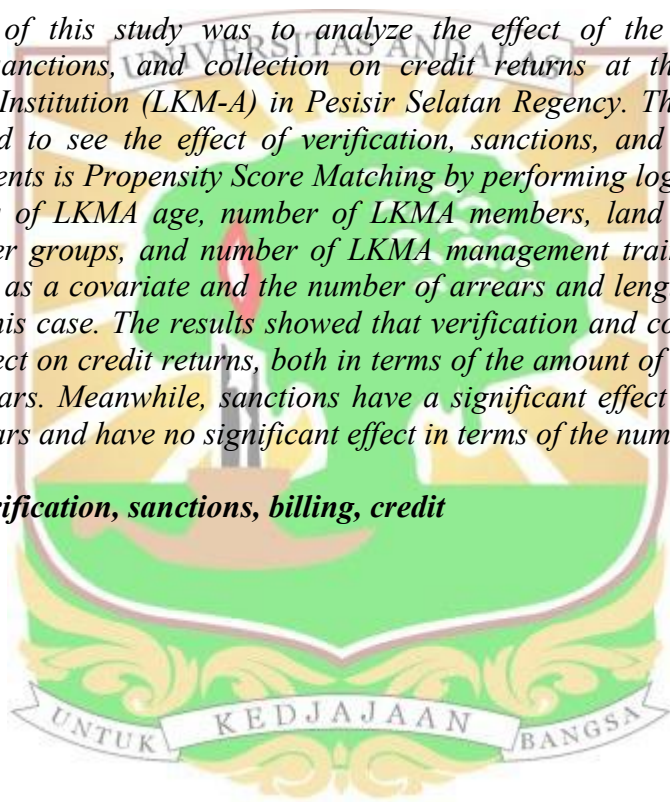 of this study was to analyze the effect of the
UNIVERSITAS ANDALAS
sanctions, and collection on credit returns at th
Institution (LKM-A) in Pesisir Selatan Regency. Th
d to see the effect of verification, sanctions, and
ents is Propensity Score Matching by performing log
of LKMA age, number of LKMA members, land
er groups, and number of LKMA management trai
as a covariate and the number of arrears and leng
his case. The results showed that verification and co
ect on credit returns, both in terms of the amount of
ars. Meanwhile, sanctions have a significant effect
ars and have no significant effect in terms of the num
rification, sanctions, billing, credit
UNTUK KEDJAJAAN BANGSA